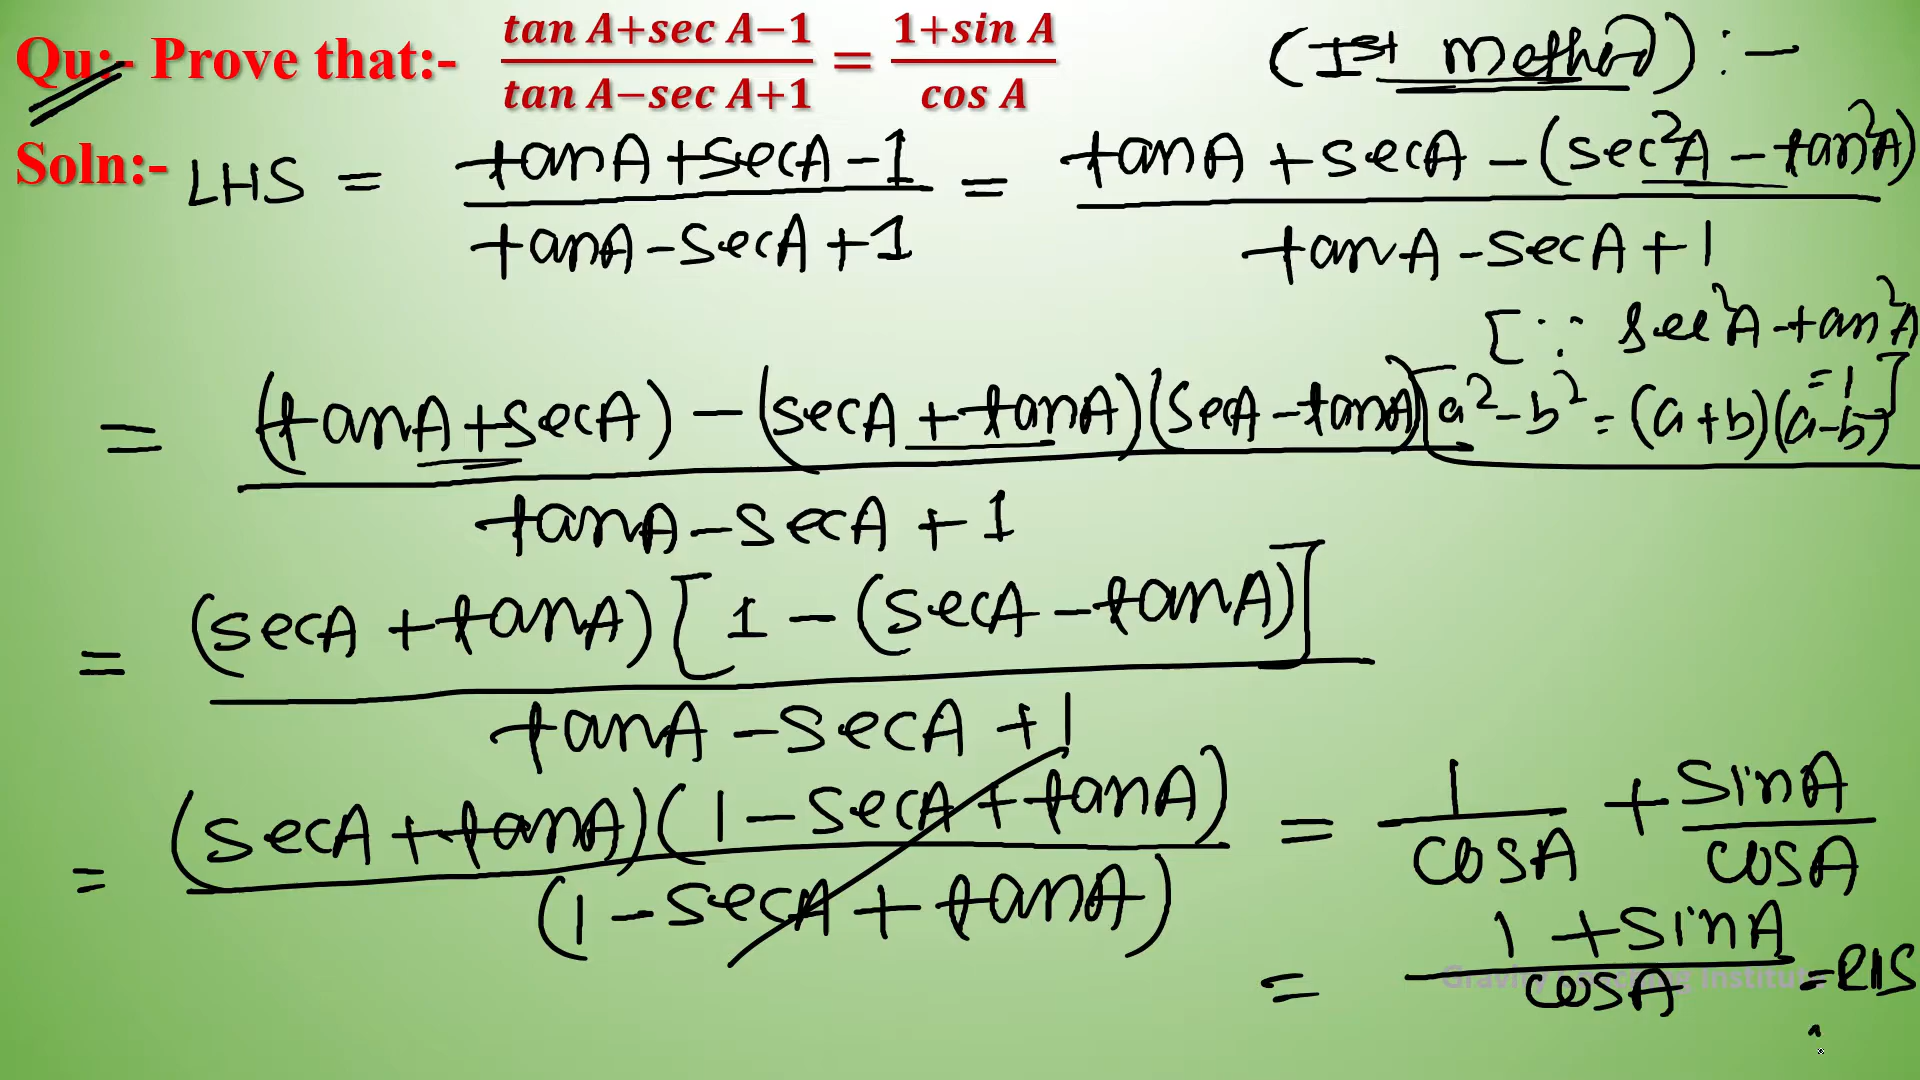 Qu:- Prove that:- (tan A+sec A−1)/(tan A−sec A+1) = (1+sin A)/(cos A) (Ist method) :-
Soln:- LHS = (tanA + secA - 1)/(tanA - secA + 1) = (tanA + secA - (sec²A - tan²A))/(tanA - secA + 1)
[∵ sec²A - tan²A = 1]
= ((tanA + secA) - (secA + tanA)(secA - tanA))/(tanA - secA + 1) a² - b² = (a+b)(a-b)
= ((secA + tanA)[1 - (secA - tanA)])/(tanA - secA + 1)
= ((secA + tanA)(1 - secA + tanA))/((1 - secA + tanA)) = 1/cosA + sinA/cosA
= (1 + sinA)/cosA = RHS
Gravity Learning Institute